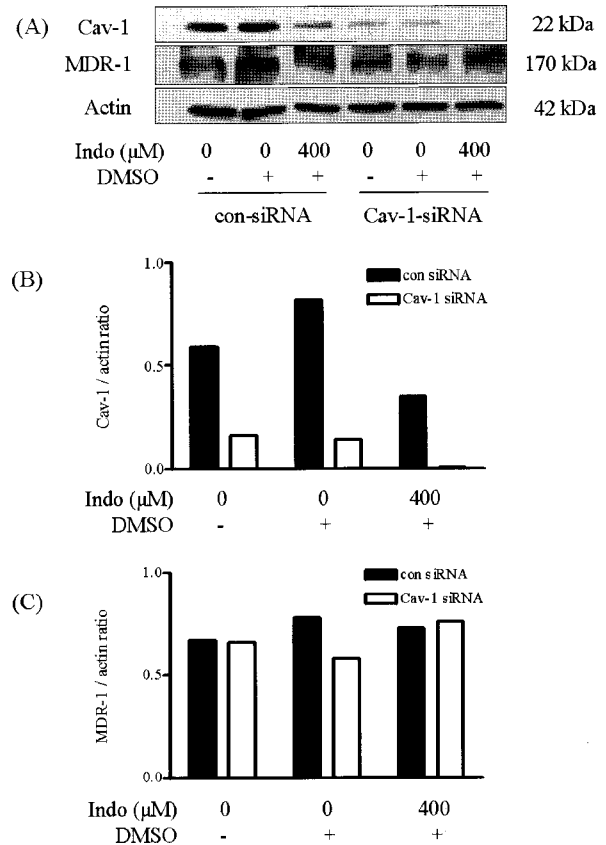 (A)
Cav-1 22 kDa
MDR-1 170 kDa
Actin 42 kDa
Indo (μM) 0 0 400 0 0 400
DMSO - + + - + +
con-siRNA Cav-1-siRNA
(B)
1.0
0.5
0.0
Cav-1 / actin ratio
con siRNA
Cav-1 siRNA
Indo (μM) 0 0 400
DMSO - + +
(C)
1.0
0.5
0.0
MDR-1 / actin ratio
con siRNA
Cav-1 siRNA
Indo (μM) 0 0 400
DMSO - + +